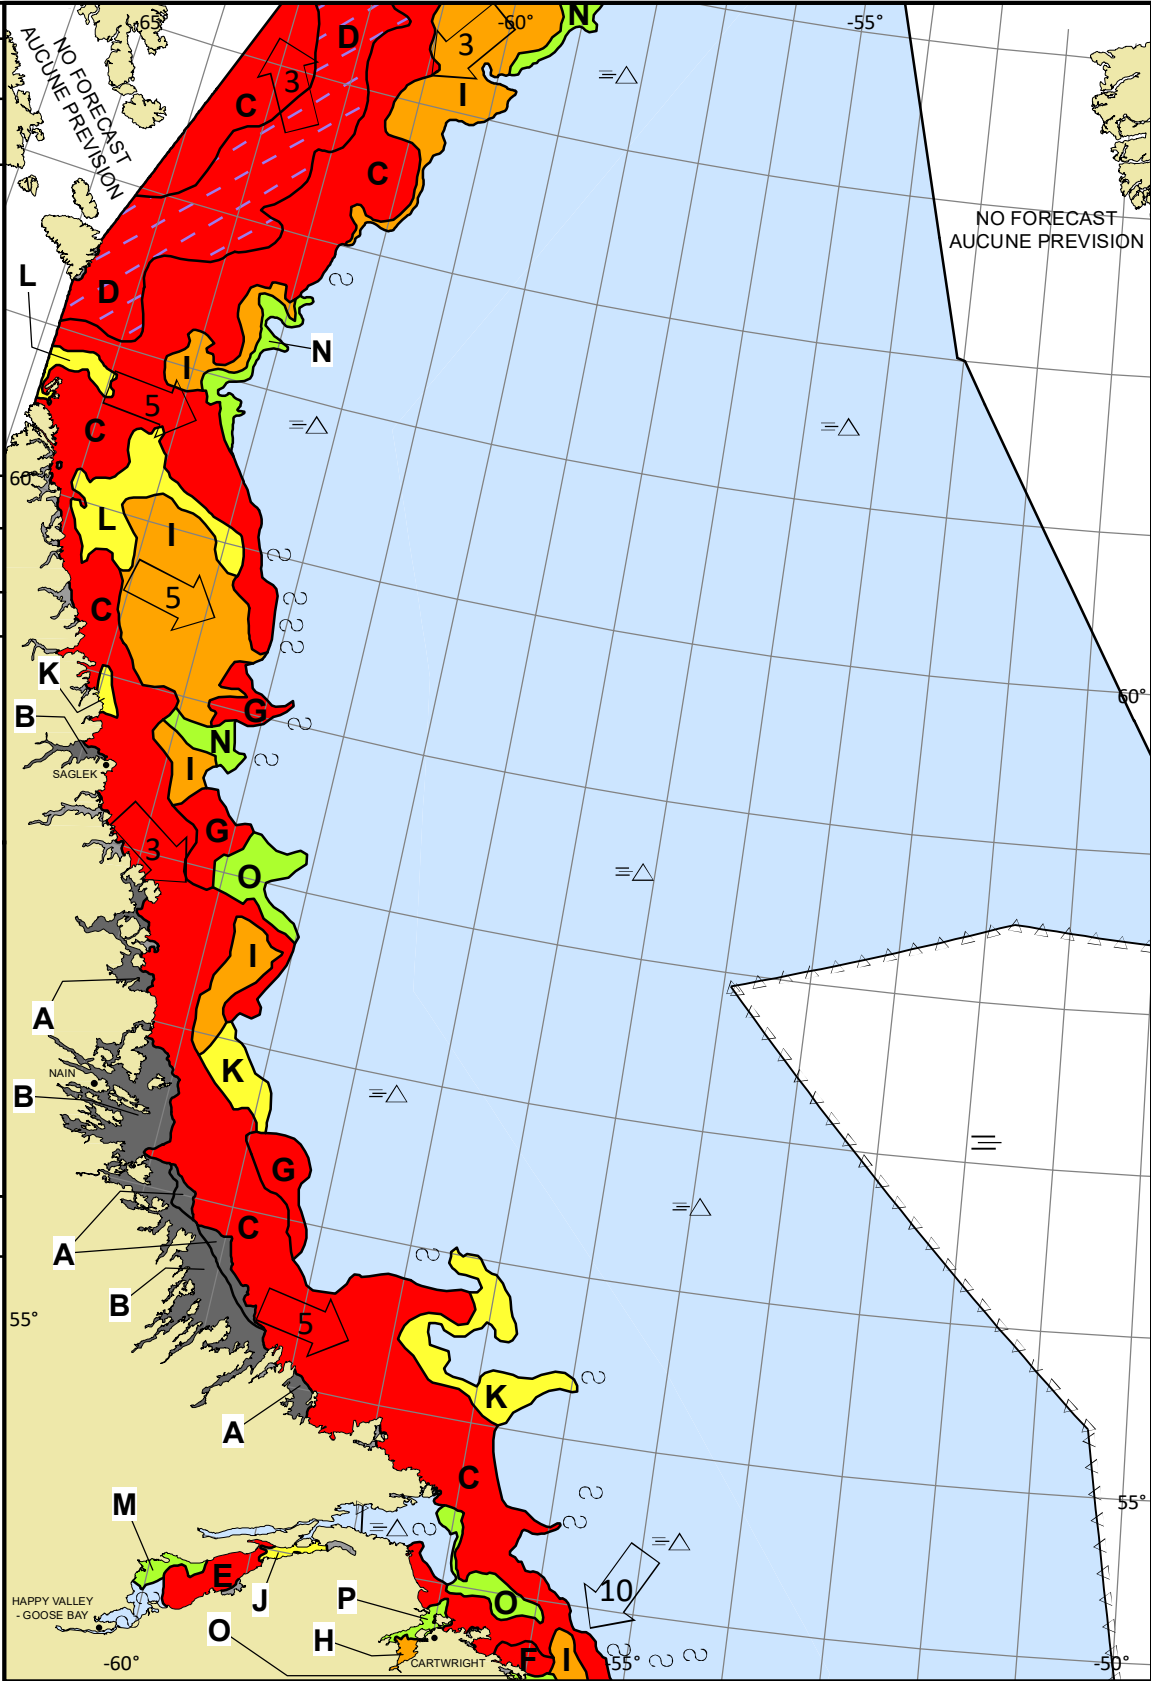 -65°
-60°
-55°
N
D
3
3
C
I
C
NO FORECAST
AUCUNE PREVISION
NO FORECAST
AUCUNE PREVISION
L
D
N
I
5
C
60°
L
I
5
C
K
60°
B
G
N
SAGLEK
I
G
3
O
I
A
NAIN
K
B
G
C
A
B
55°
5
K
A
C
55°
M
E
J
10
HAPPY VALLEY
- GOOSE BAY
P
O
O
H
CARTWRIGHT
F
I
-60°
-55°
-50°